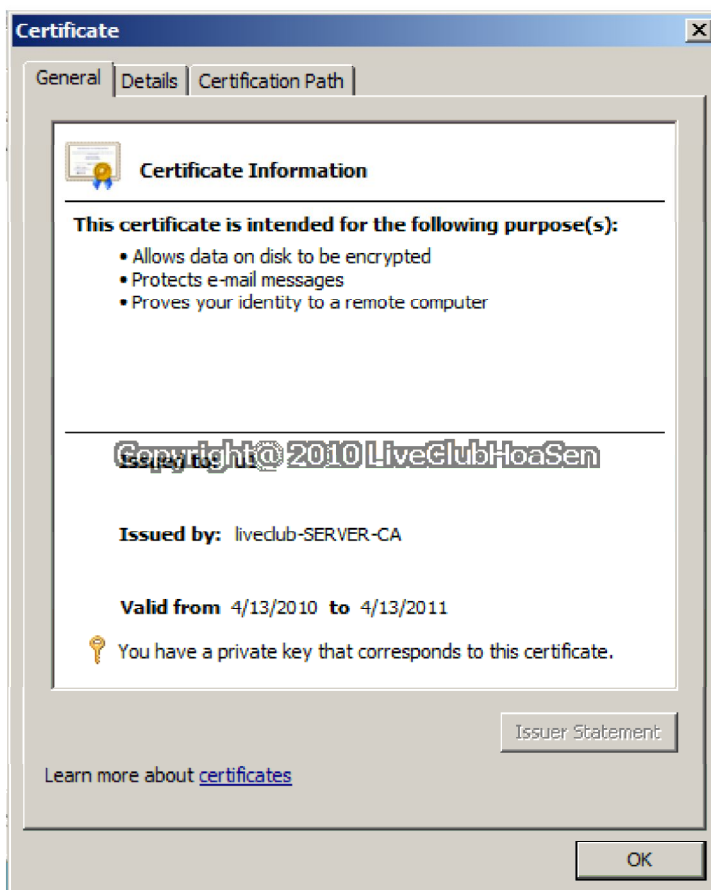 Certificate
General Details Certification Path
Certificate Information
This certificate is intended for the following purpose(s):
• Allows data on disk to be encrypted
• Protects e-mail messages
• Proves your identity to a remote computer
Copyright@ 2010 LiveClubHoaSen
Issued to:
Issued by: liveclub-SERVER-CA
Valid from 4/13/2010 to 4/13/2011
You have a private key that corresponds to this certificate.
Issuer Statement
Learn more about certificates
OK